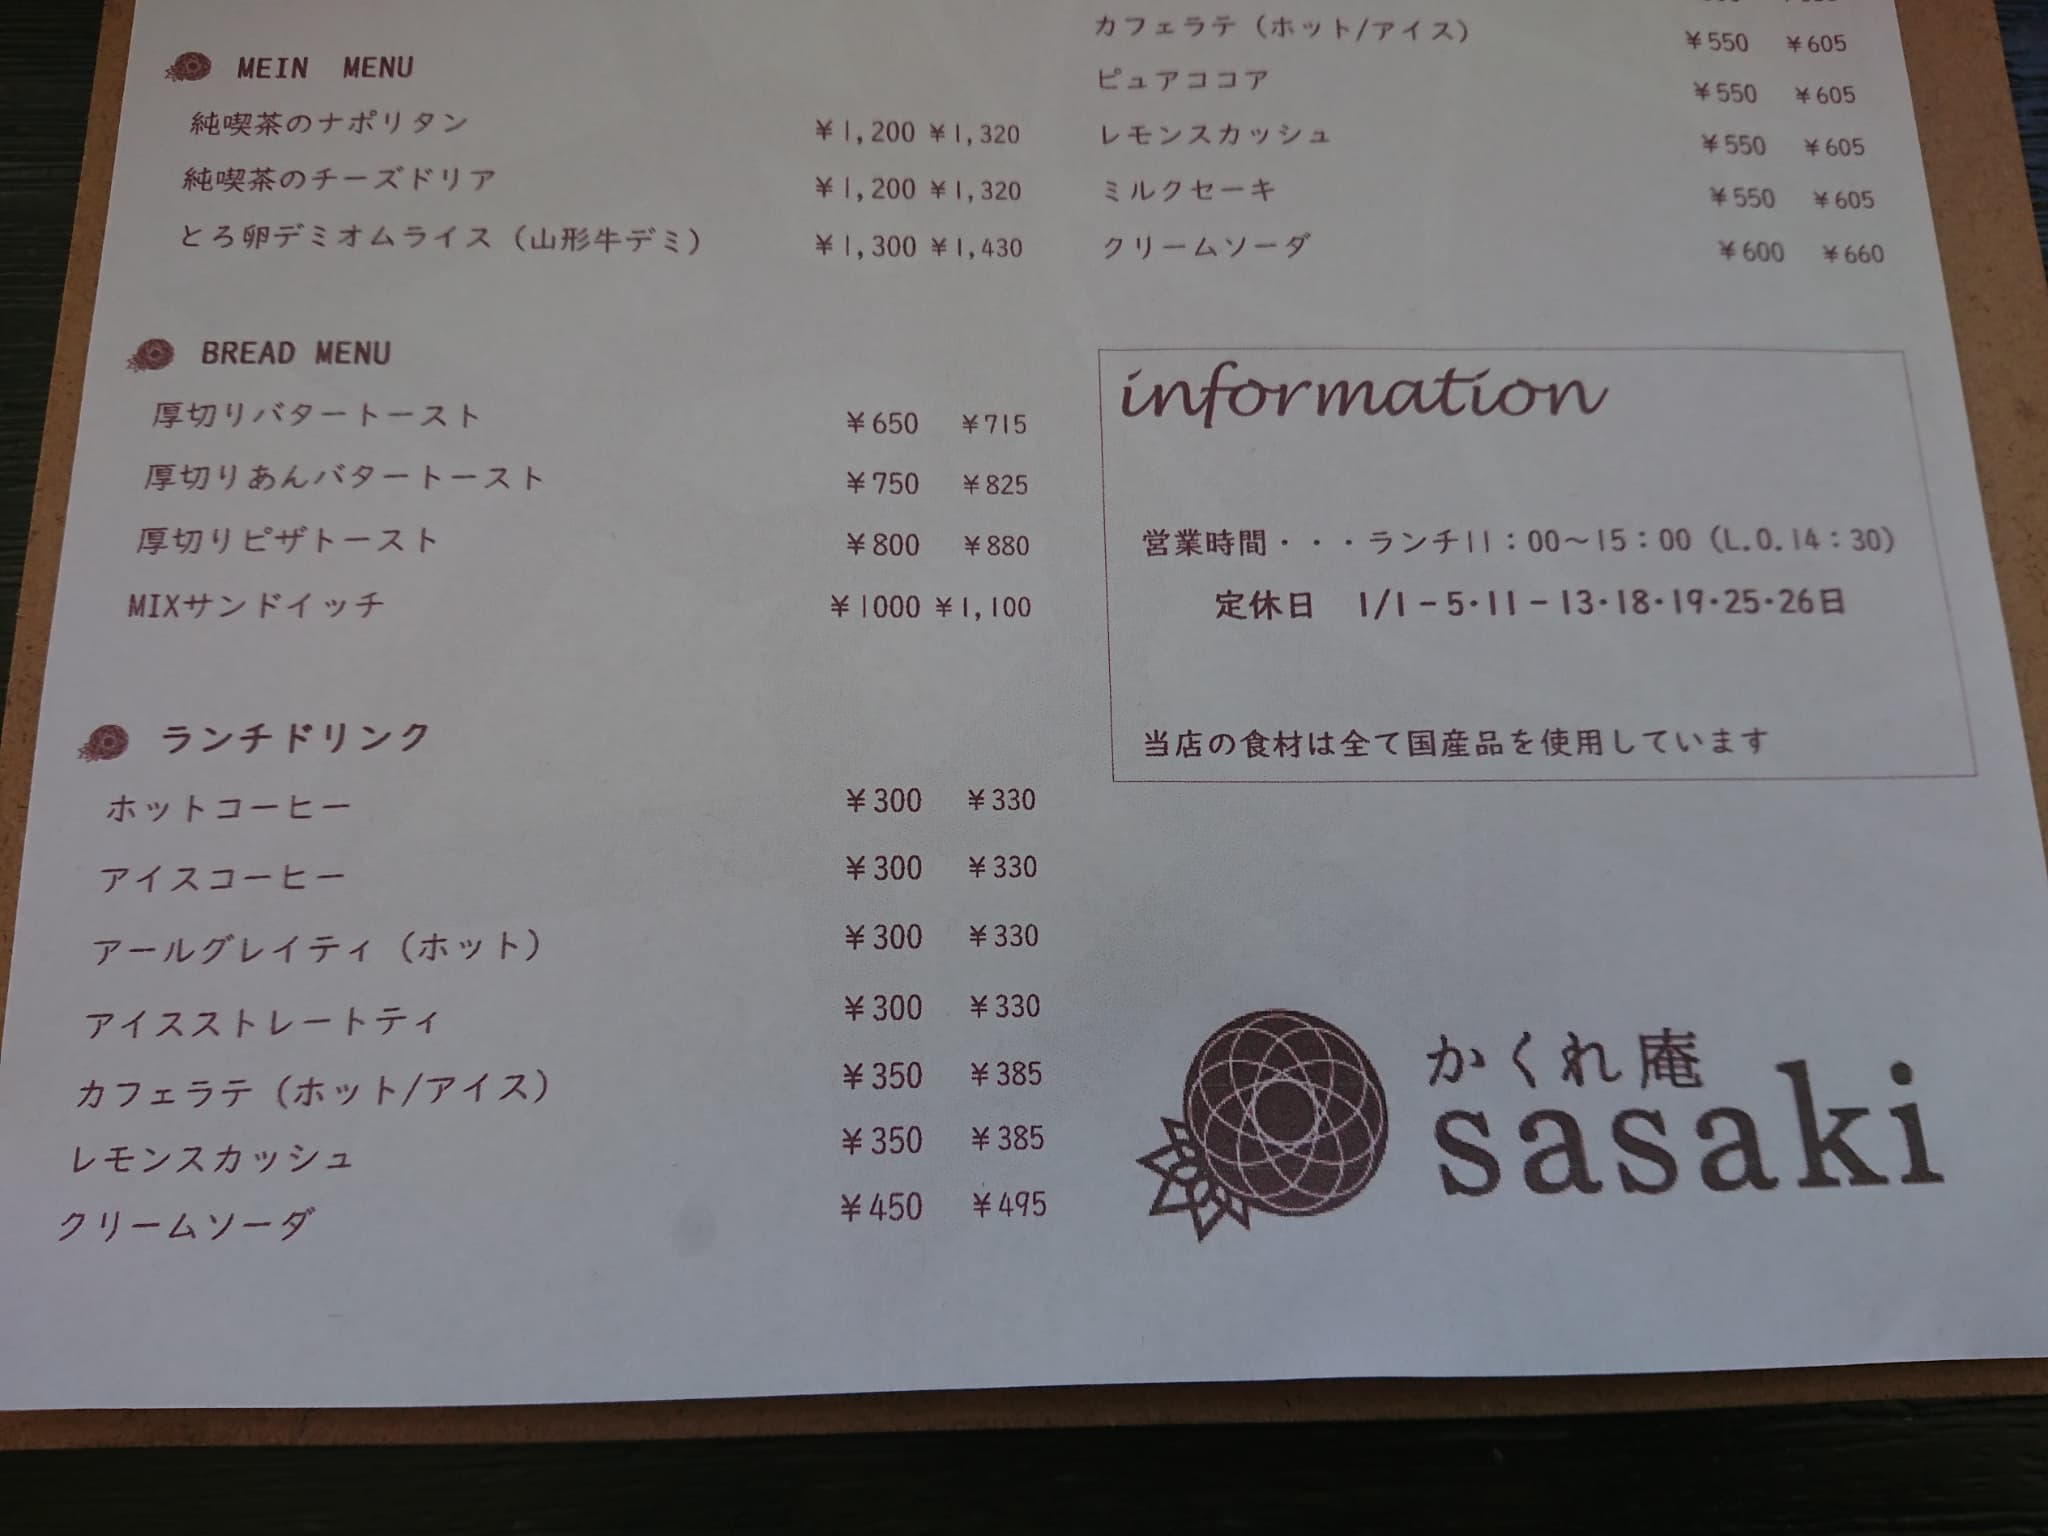 MEIN MENU
純喫茶のナポリタン ¥1,200 ¥1,320
純喫茶のチーズドリア ¥1,200 ¥1,320
とろ卵デミオムライス（山形牛デミ） ¥1,300 ¥1,430
BREAD MENU
厚切りバタートースト ¥650 ¥715
厚切りあんバタートースト ¥750 ¥825
厚切りピザトースト ¥800 ¥880
MIXサンドイッチ ¥1000 ¥1,100
ランチドリンク
ホットコーヒー ¥300 ¥330
アイスコーヒー ¥300 ¥330
アールグレイティ（ホット） ¥300 ¥330
アイスストレートティ ¥300 ¥330
カフェラテ（ホット/アイス） ¥350 ¥385
レモンスカッシュ ¥350 ¥385
クリームソーダ ¥450 ¥495
カフェラテ（ホット/アイス） ¥550 ¥605
ピュアココア ¥550 ¥605
レモンスカッシュ ¥550 ¥605
ミルクセーキ ¥550 ¥605
クリームソーダ ¥600 ¥660
information
営業時間・・・ランチ11：00～15：00（L.O.14：30）
定休日 1/1－5・11－13・18・19・25・26日
当店の食材は全て国産品を使用しています
かくれ庵
sasaki